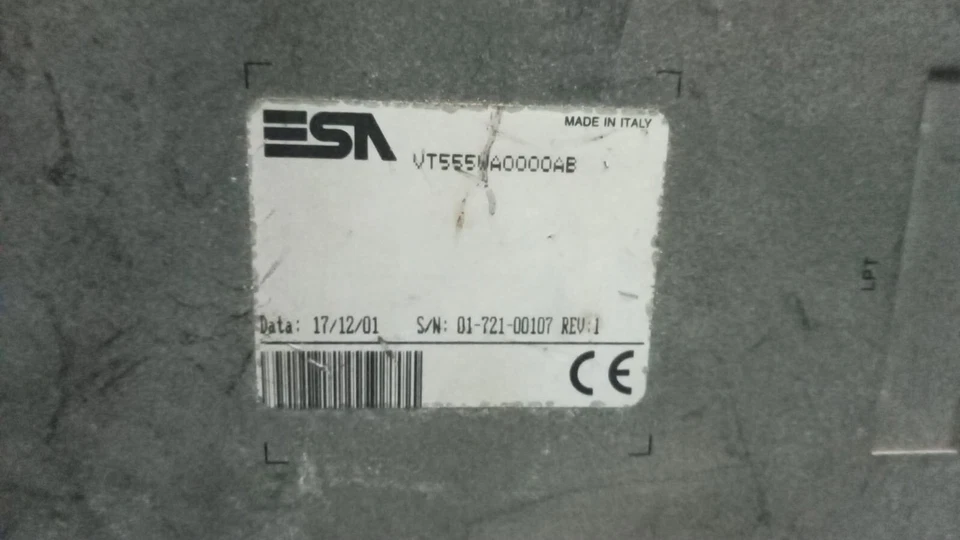 ESA
MADE IN ITALY
VT555WA0000AB
Data: 17/12/01 S/N: 01-721-00107 REV:1
CE
LPT